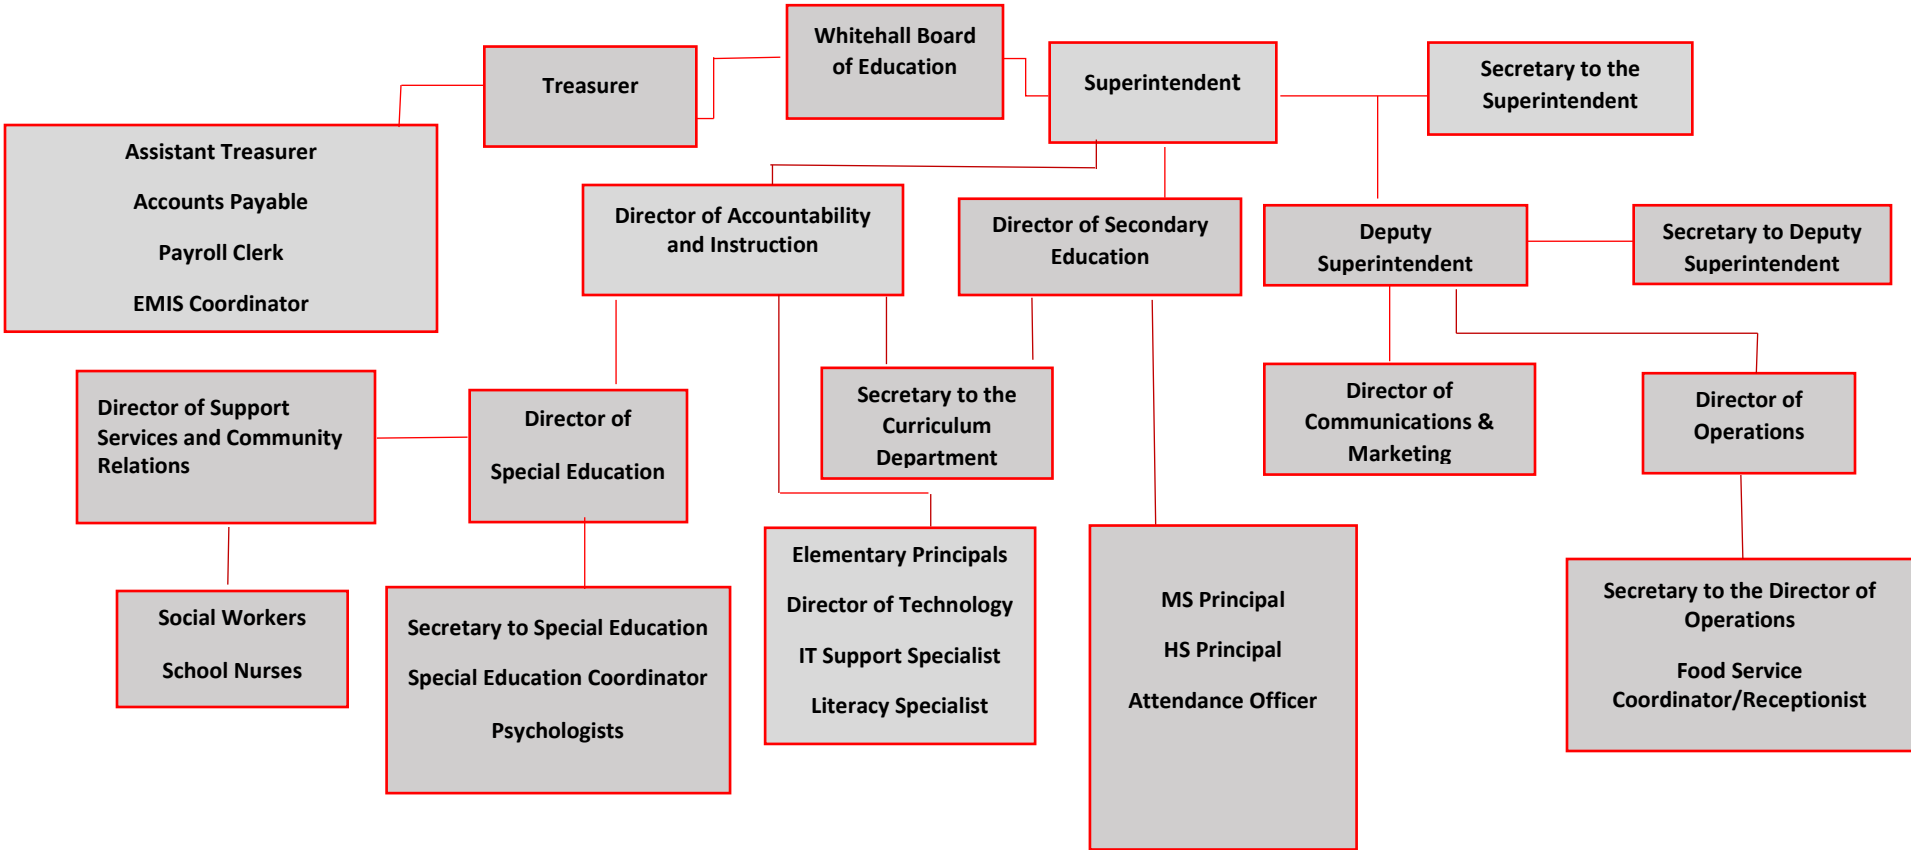 Whitehall Board
of Education
Treasurer
Superintendent
Secretary to the
Superintendent
Assistant Treasurer
Accounts Payable
Payroll Clerk
EMIS Coordinator
Director of Accountability
and Instruction
Director of Secondary
Education
Deputy
Superintendent
Secretary to Deputy
Superintendent
Director of Support
Services and Community
Relations
Director of
Special Education
Secretary to the
Curriculum
Department
Director of
Communications &
Marketing
Director of
Operations
Social Workers
School Nurses
Secretary to Special Education
Special Education Coordinator
Psychologists
Elementary Principals
Director of Technology
IT Support Specialist
Literacy Specialist
MS Principal
HS Principal
Attendance Officer
Secretary to the Director of
Operations
Food Service
Coordinator/Receptionist